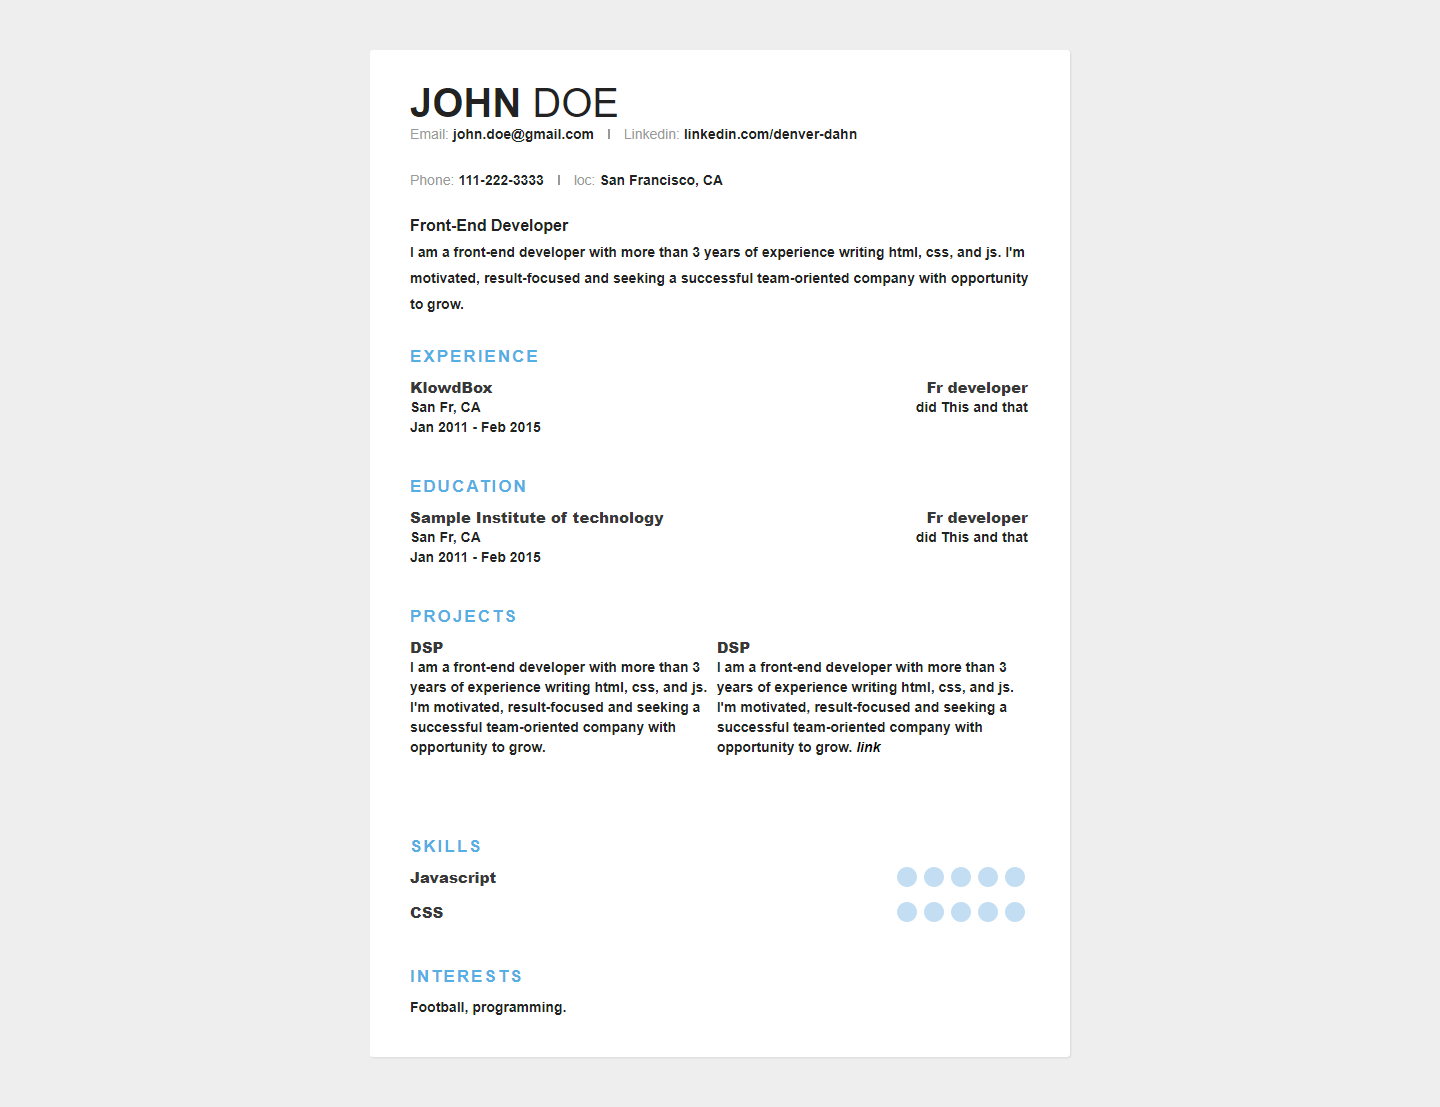 JOHN DOE
Email: john.doe@gmail.com | Linkedin: linkedin.com/denver-dahn
Phone: 111-222-3333 | loc: San Francisco, CA
Front-End Developer
I am a front-end developer with more than 3 years of experience writing html, css, and js. I'm
motivated, result-focused and seeking a successful team-oriented company with opportunity
to grow.
EXPERIENCE
KlowdBox Fr developer
San Fr, CA did This and that
Jan 2011 - Feb 2015
EDUCATION
Sample Institute of technology Fr developer
San Fr, CA did This and that
Jan 2011 - Feb 2015
PROJECTS
DSP
I am a front-end developer with more than 3
years of experience writing html, css, and js.
I'm motivated, result-focused and seeking a
successful team-oriented company with
opportunity to grow.
DSP
I am a front-end developer with more than 3
years of experience writing html, css, and js.
I'm motivated, result-focused and seeking a
successful team-oriented company with
opportunity to grow. link
SKILLS
Javascript
CSS
INTERESTS
Football, programming.